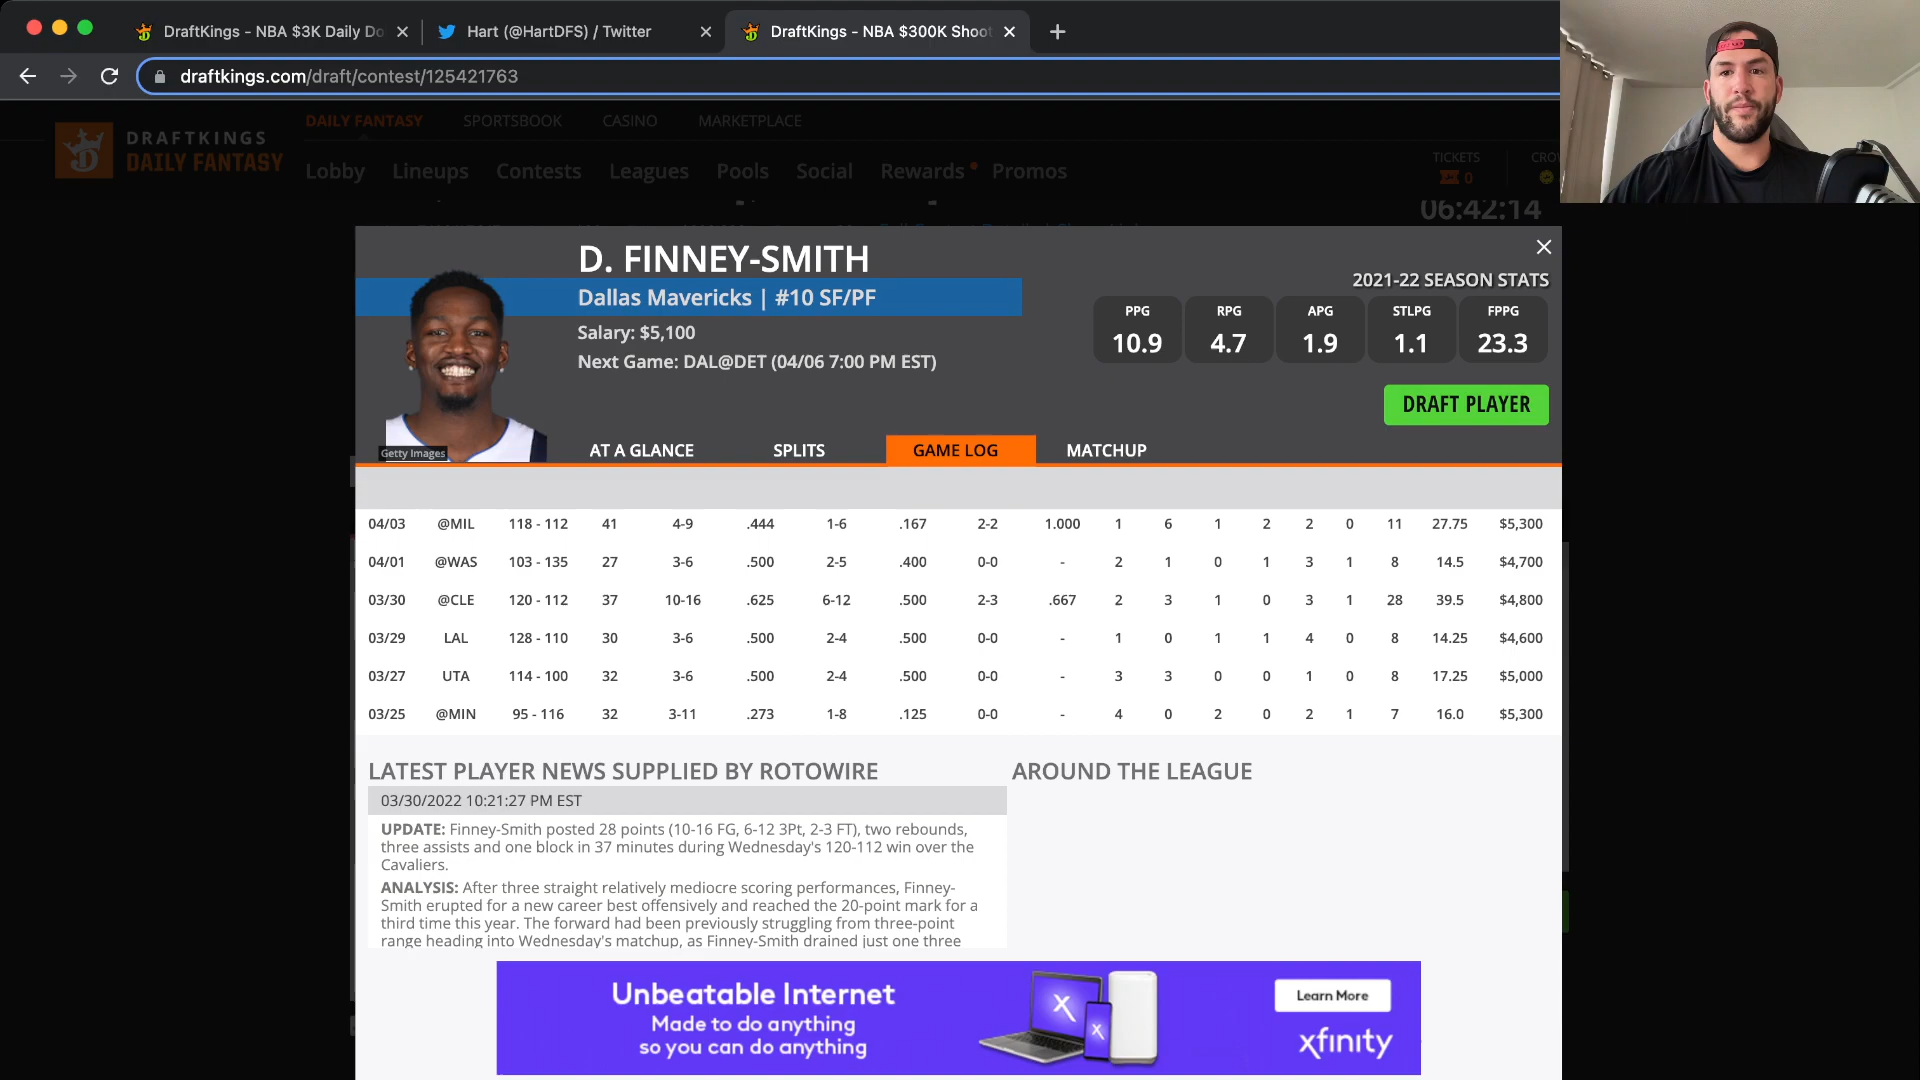 DraftKings - NBA $3K Daily Do
Hart (@HartDFS) / Twitter
DraftKings - NBA $300K Shoot
draftkings.com/draft/contest/125421763
DRAFTKINGS
DAILY FANTASY
DAILY FANTASY SPORTSBOOK CASINO MARKETPLACE
Lobby Lineups Contests Leagues Pools Social Rewards Promos
TICKETS
0
CRO
06:42:14
D. FINNEY-SMITH
Dallas Mavericks | #10 SF/PF
Salary: $5,100
Next Game: DAL@DET (04/06 7:00 PM EST)
Getty Images
2021-22 SEASON STATS
PPG RPG APG STLPG FPPG
10.9 4.7 1.9 1.1 23.3
DRAFT PLAYER
AT A GLANCE SPLITS GAME LOG MATCHUP
04/03 @MIL 118 - 112 41 4-9 .444 1-6 .167 2-2 1.000 1 6 1 2 2 0 11 27.75 $5,300
04/01 @WAS 103 - 135 27 3-6 .500 2-5 .400 0-0 - 2 1 0 1 3 1 8 14.5 $4,700
03/30 @CLE 120 - 112 37 10-16 .625 6-12 .500 2-3 .667 2 3 1 0 3 1 28 39.5 $4,800
03/29 LAL 128 - 110 30 3-6 .500 2-4 .500 0-0 - 1 0 1 1 4 0 8 14.25 $4,600
03/27 UTA 114 - 100 32 3-6 .500 2-4 .500 0-0 - 3 3 0 0 1 0 8 17.25 $5,000
03/25 @MIN 95 - 116 32 3-11 .273 1-8 .125 0-0 - 4 0 2 0 2 1 7 16.0 $5,300
LATEST PLAYER NEWS SUPPLIED BY ROTOWIRE
AROUND THE LEAGUE
03/30/2022 10:21:27 PM EST
UPDATE: Finney-Smith posted 28 points (10-16 FG, 6-12 3Pt, 2-3 FT), two rebounds,
three assists and one block in 37 minutes during Wednesday's 120-112 win over the
Cavaliers.
ANALYSIS: After three straight relatively mediocre scoring performances, Finney-
Smith erupted for a new career best offensively and reached the 20-point mark for a
third time this year. The forward had been previously struggling from three-point
range heading into Wednesday's matchup, as Finney-Smith drained just one three
Unbeatable Internet
Made to do anything
so you can do anything
Learn More
xfinity